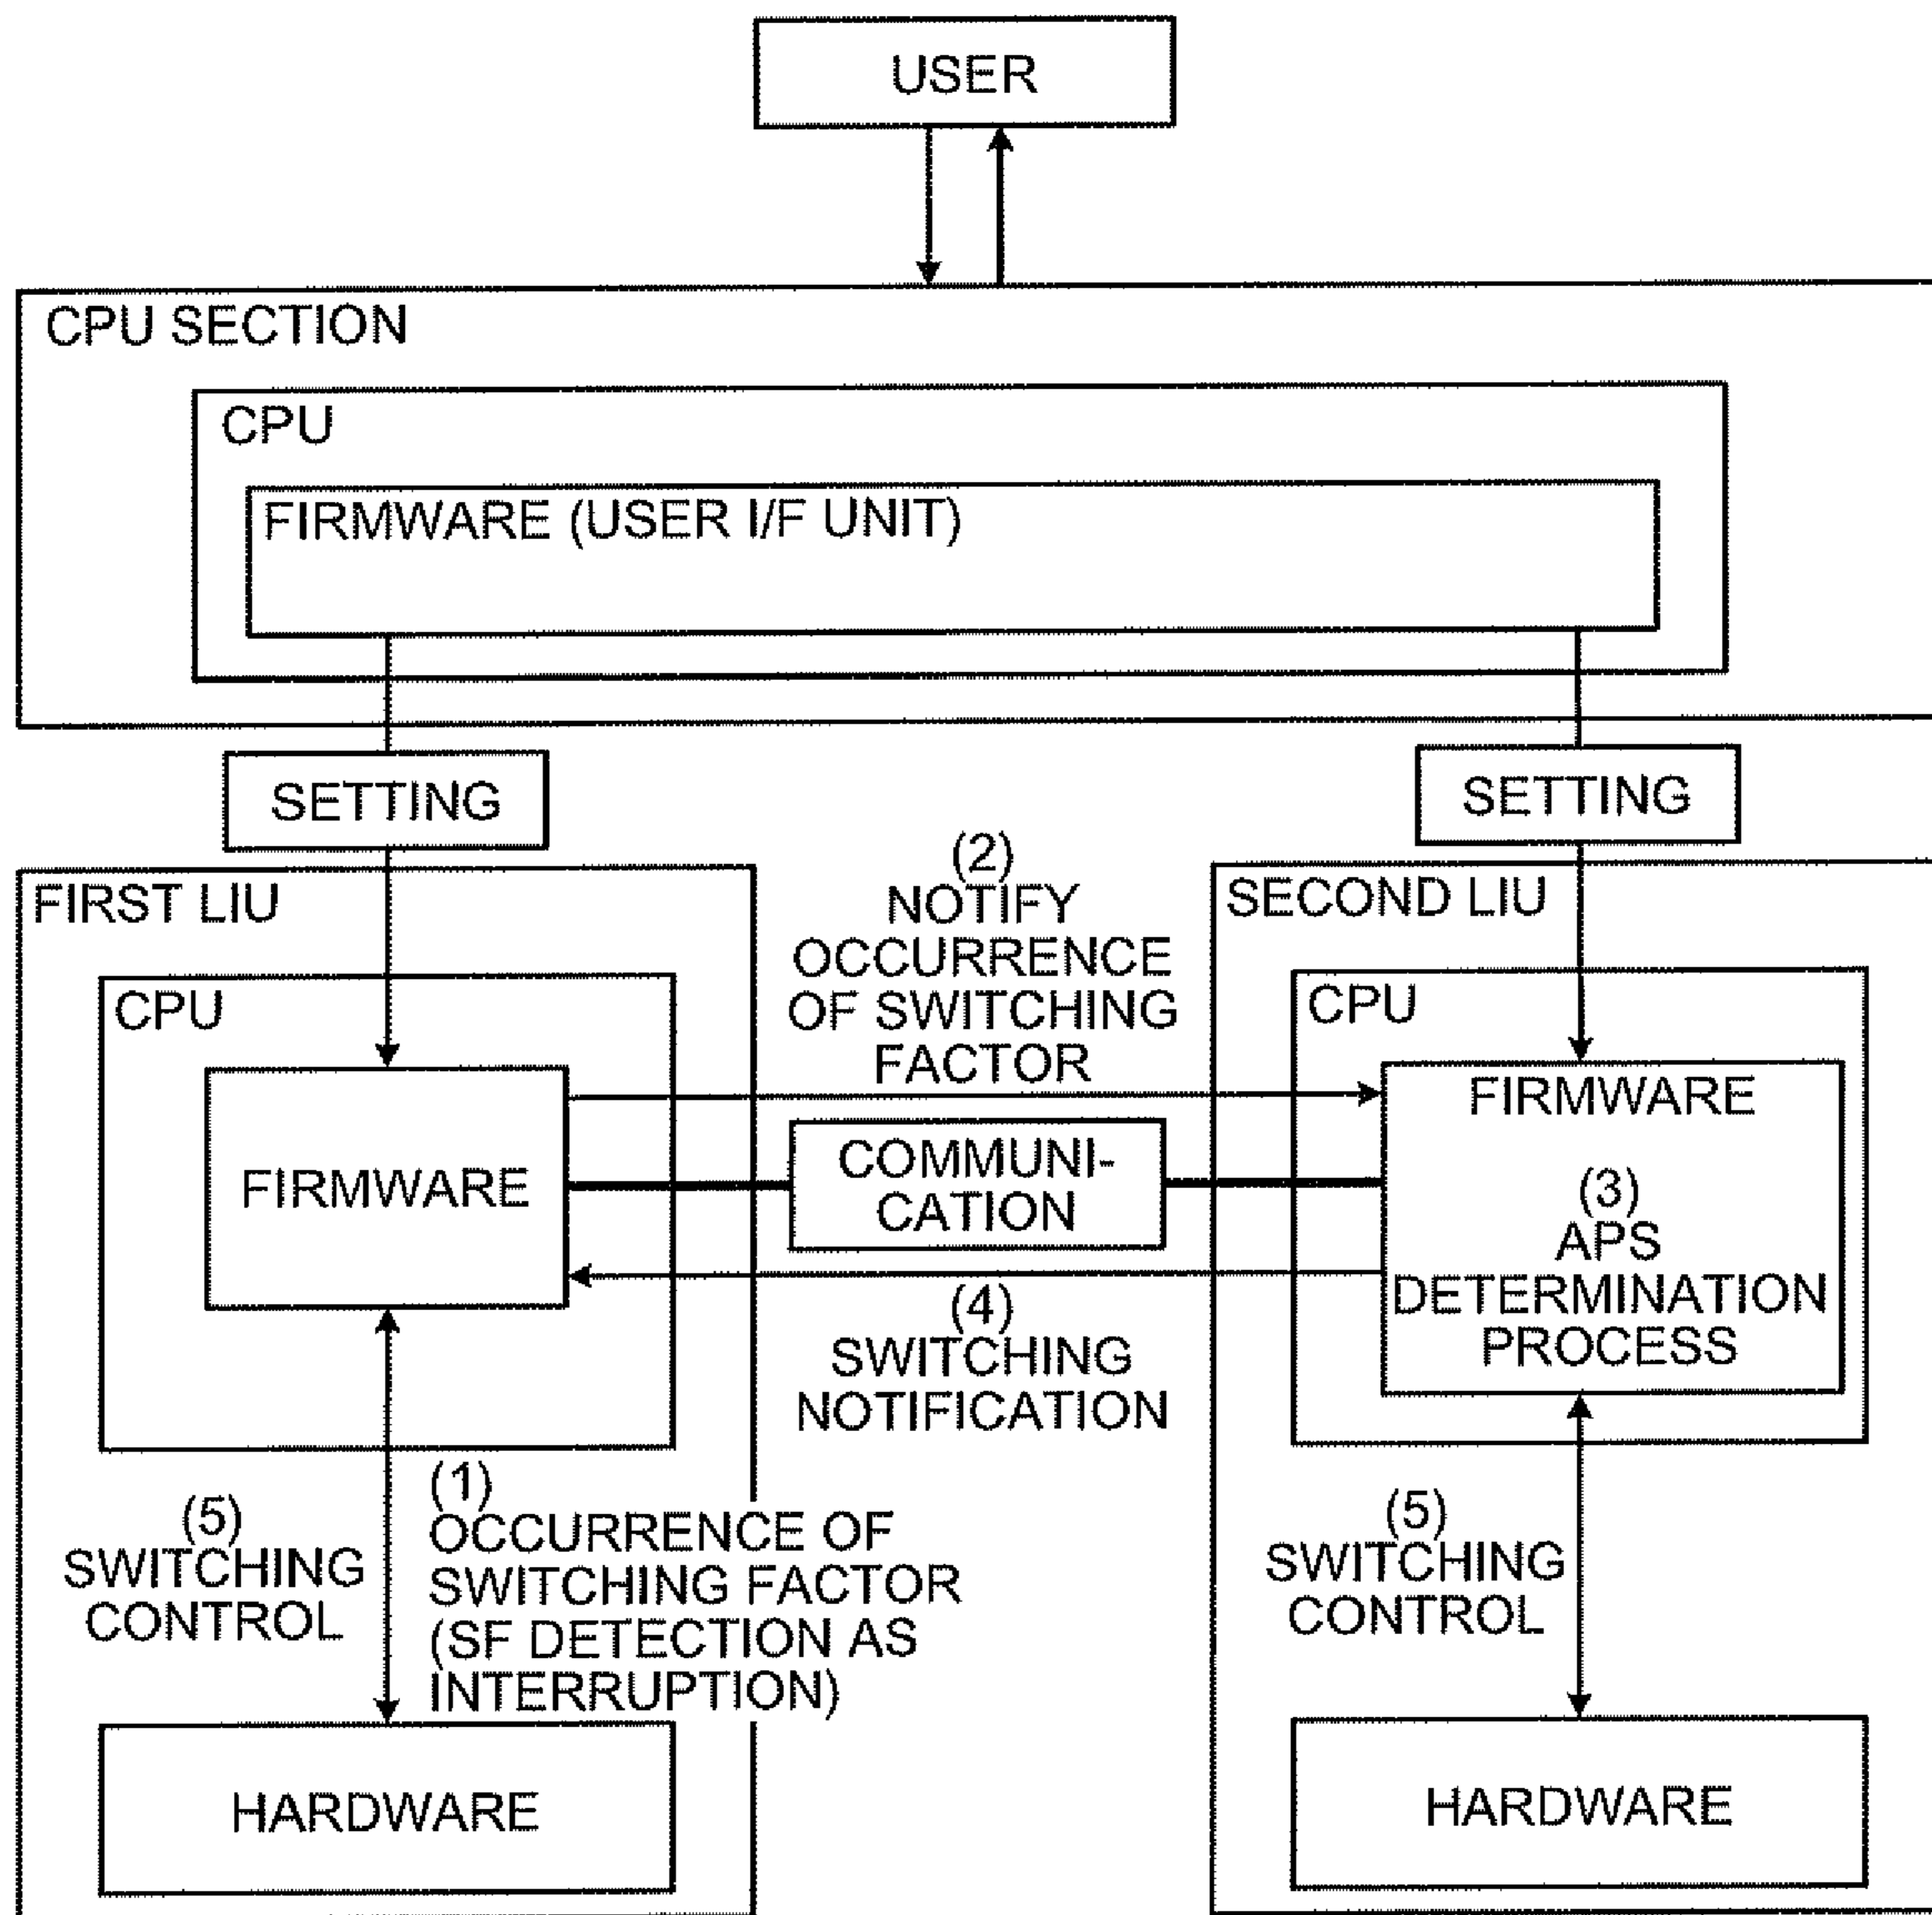 USER
CPU SECTION
CPU
FIRMWARE (USER I/F UNIT)
SETTING
SETTING
FIRST LIU
(2)
NOTIFY
OCCURRENCE
OF SWITCHING
FACTOR
SECOND LIU
CPU
CPU
FIRMWARE
COMMUNI-
CATION
FIRMWARE
(3)
APS
DETERMINATION
PROCESS
(4)
SWITCHING
NOTIFICATION
(5)
SWITCHING
CONTROL
(1)
OCCURRENCE OF
SWITCHING FACTOR
(SF DETECTION AS
INTERRUPTION)
(5)
SWITCHING
CONTROL
HARDWARE
HARDWARE